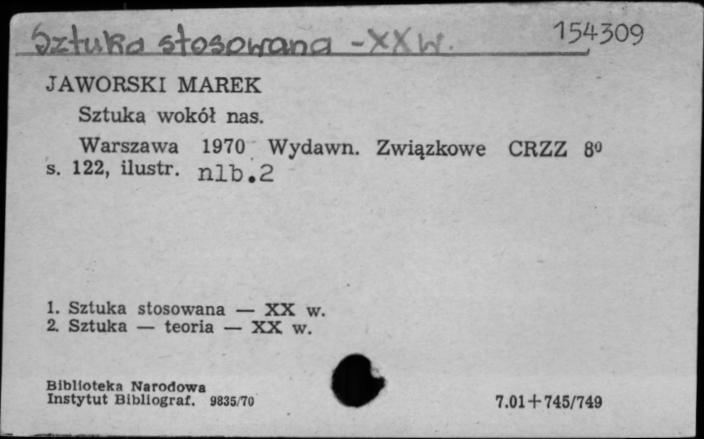 Sztuka stosowana - XX w. 154309
JAWORSKI MAREK
Sztuka wokół nas.
Warszawa 1970 Wydawn. Związkowe CRZZ 8⁰
s. 122, ilustr. nlb.2
1. Sztuka stosowana — XX w.
2. Sztuka — teoria — XX w.
Biblioteka Narodowa
Instytut Bibliograf. 9835/70 7.01+745/749